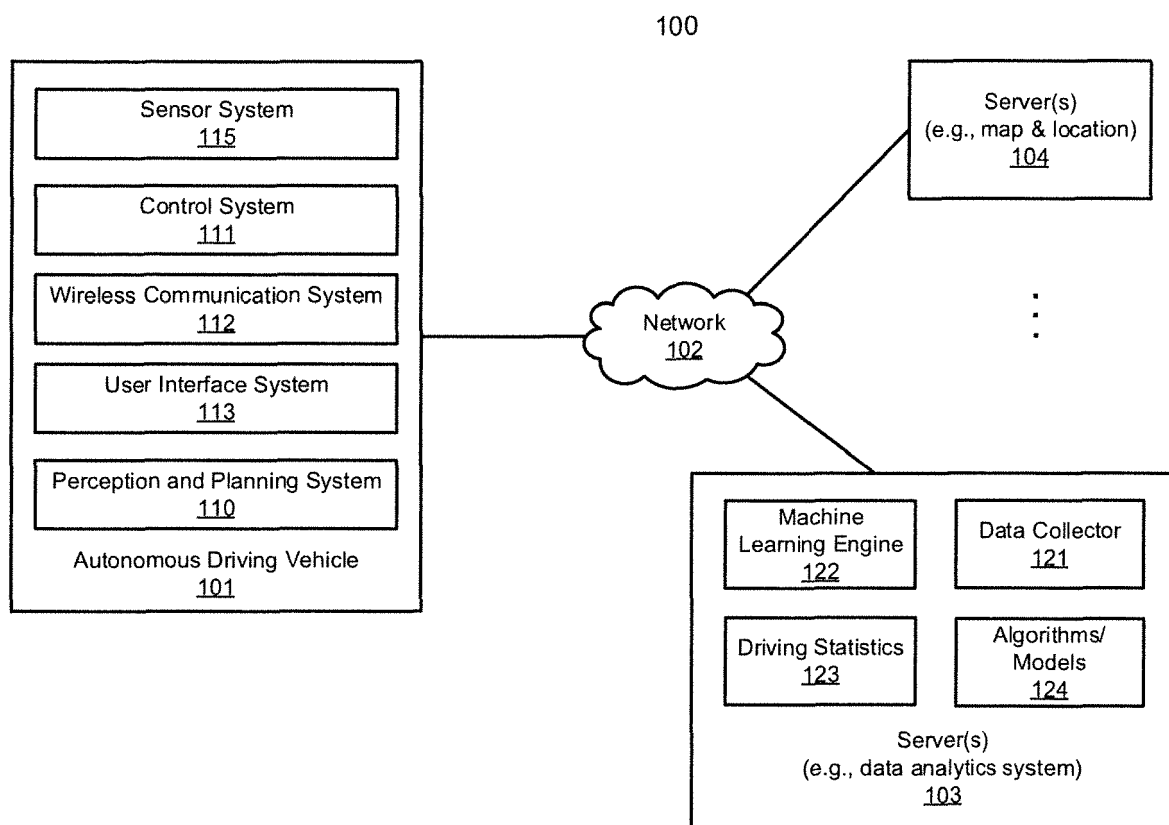 100
Sensor System
115
Control System
111
Wireless Communication System
112
User Interface System
113
Perception and Planning System
110
Autonomous Driving Vehicle
101
Network
102
Server(s)
(e.g., map & location)
104
Machine
Learning Engine
122
Data Collector
121
Driving Statistics
123
Algorithms/
Models
124
Server(s)
(e.g., data analytics system)
103